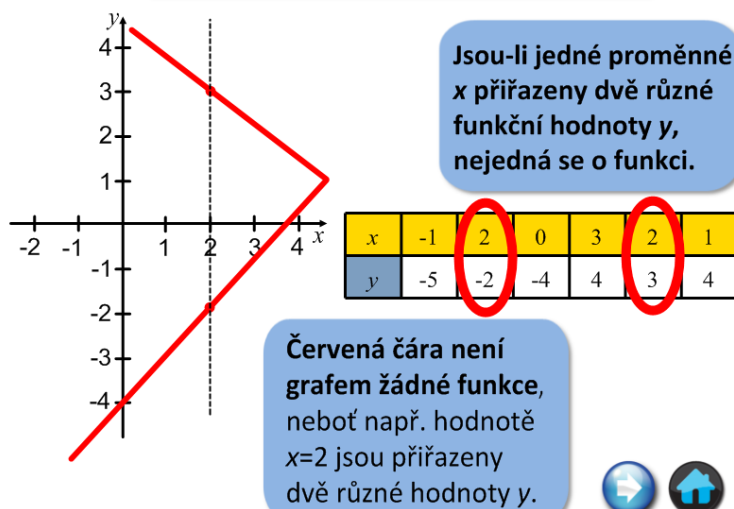 y
4
3
2
1
-2 -1 1 2 3 4 x
-1
-2
-3
-4
Jsou-li jedné proměnné
x přiřazeny dvě různé
funkční hodnoty y,
nejedná se o funkci.
x -1 2 0 3 2 1
y -5 -2 -4 4 3 4
Červená čára není
grafem žádné funkce,
neboť např. hodnotě
x=2 jsou přiřazeny
dvě různé hodnoty y.